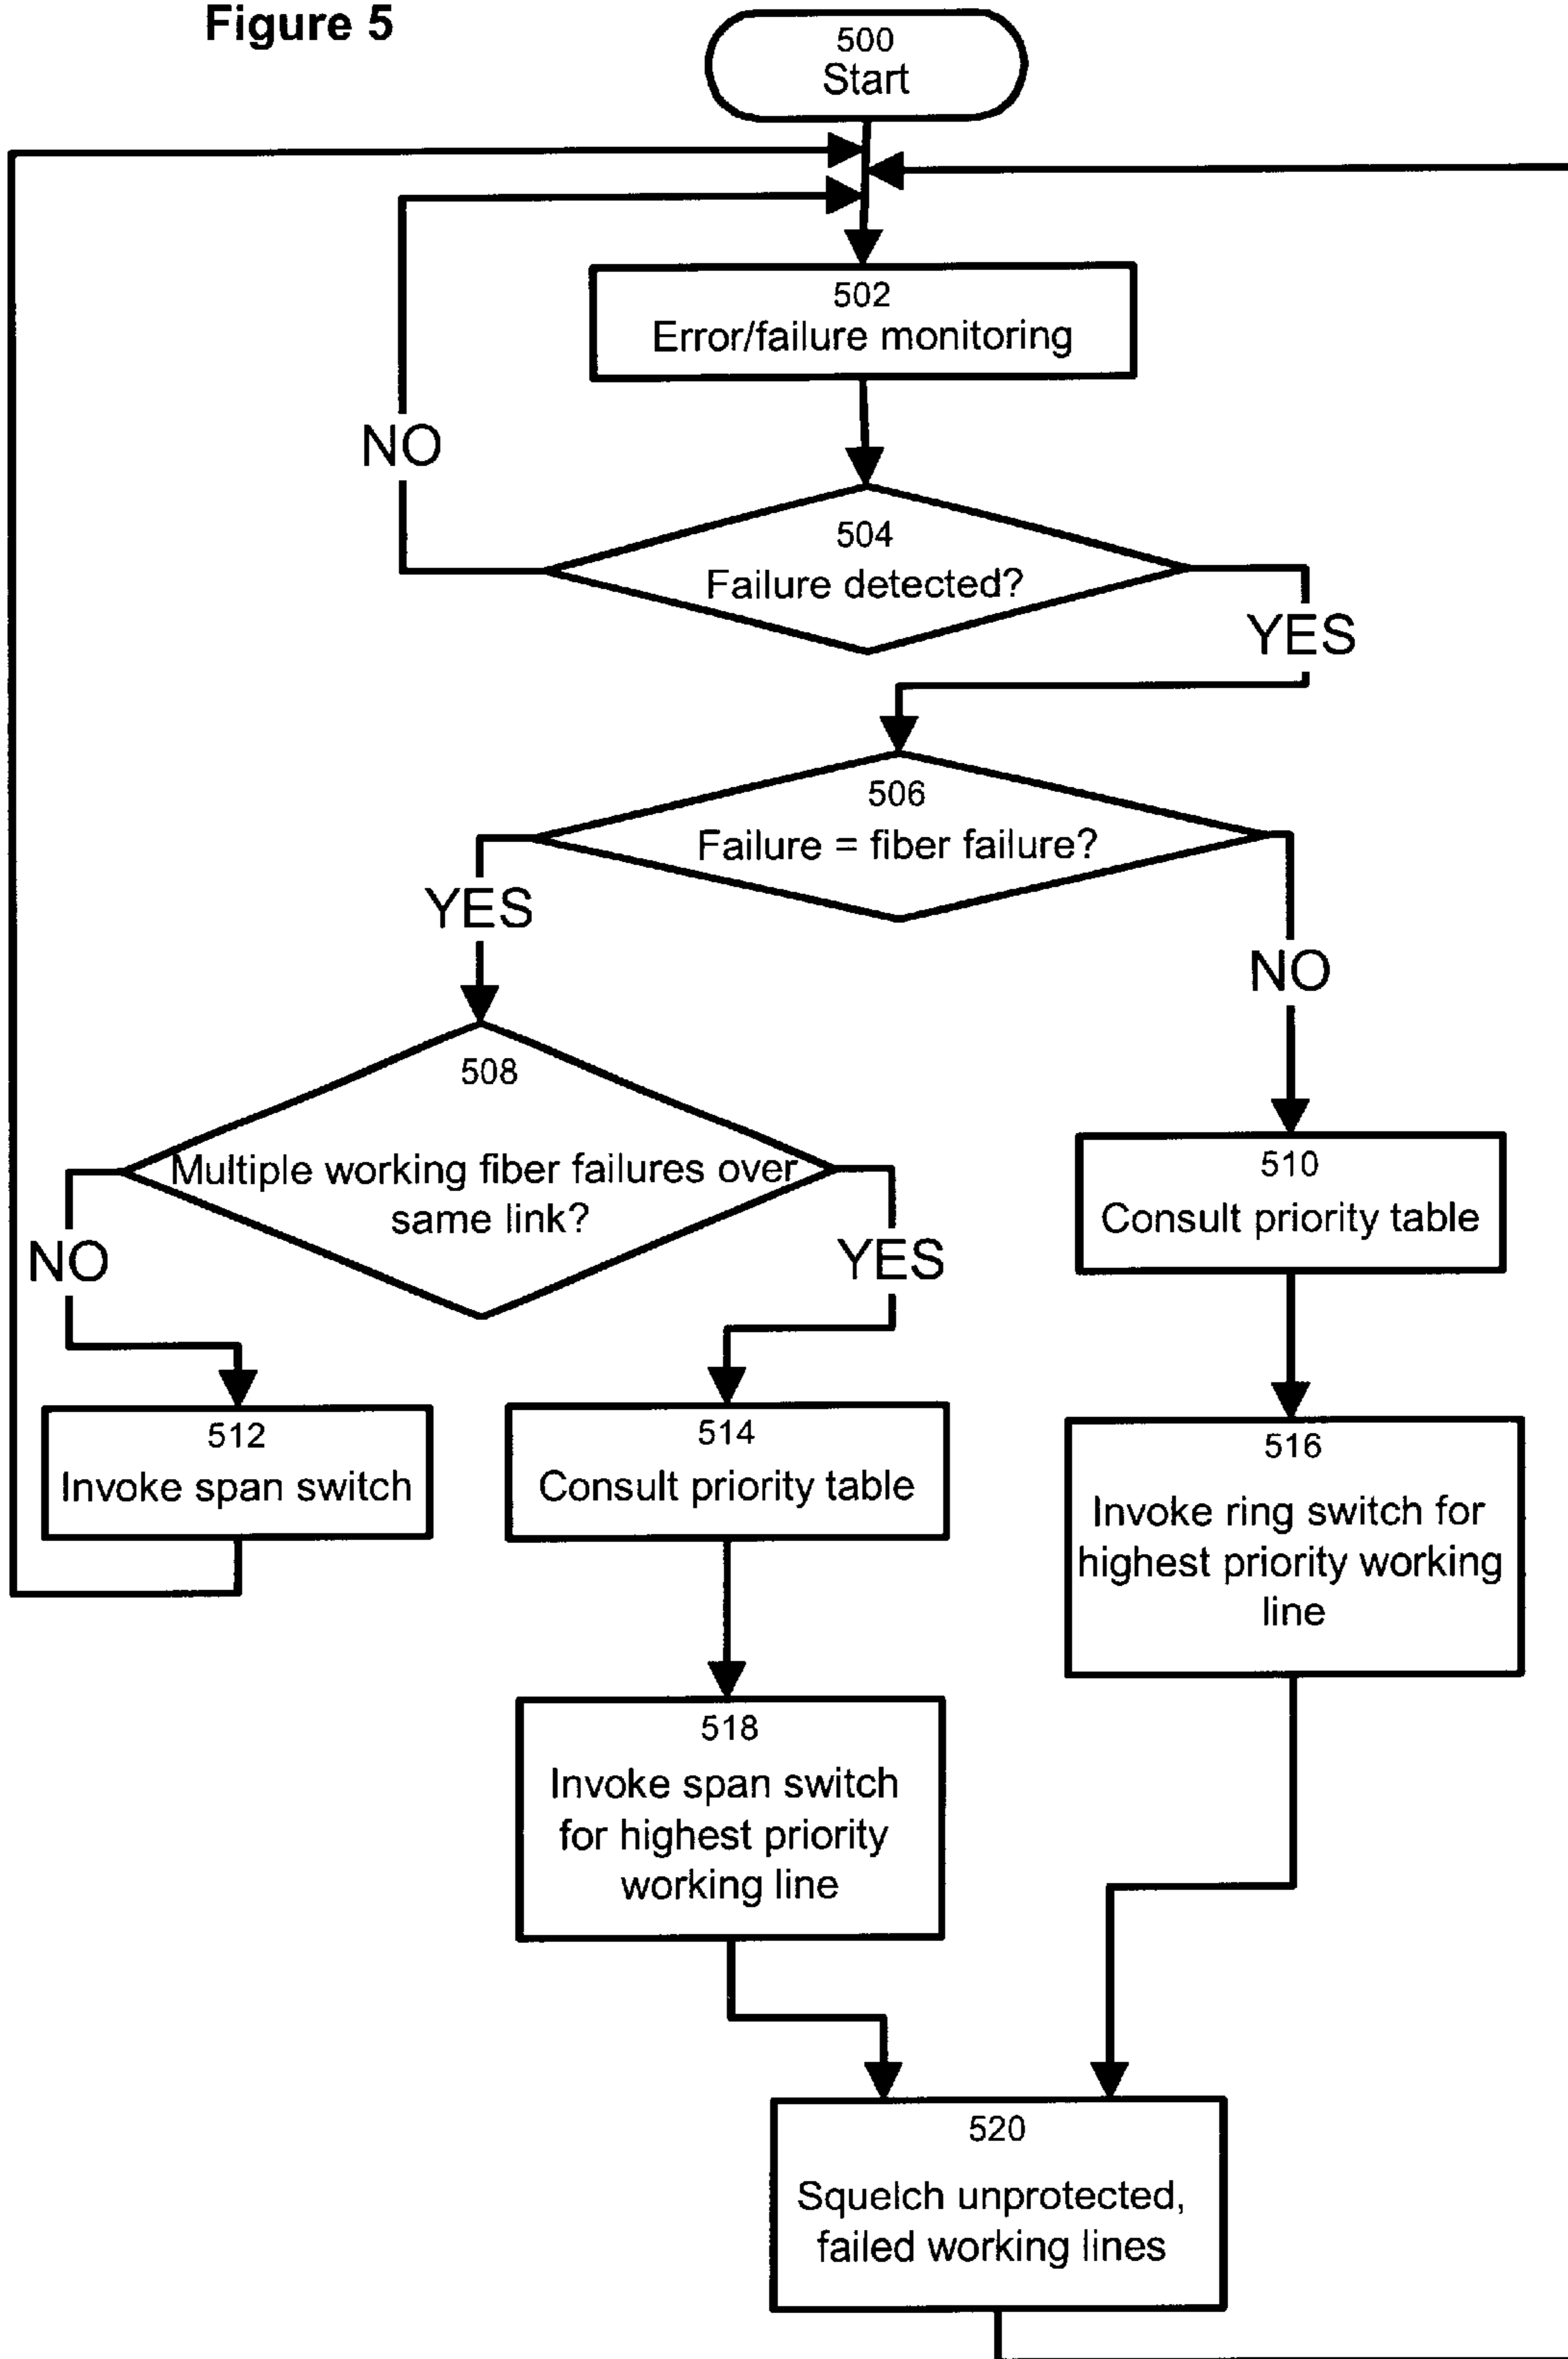 Figure 5
500
Start
502
Error/failure monitoring
NO
504
Failure detected?
YES
506
Failure = fiber failure?
YES
NO
508
Multiple working fiber failures over
same link?
NO
YES
510
Consult priority table
512
Invoke span switch
514
Consult priority table
516
Invoke ring switch for
highest priority working
line
518
Invoke span switch
for highest priority
working line
520
Squelch unprotected,
failed working lines